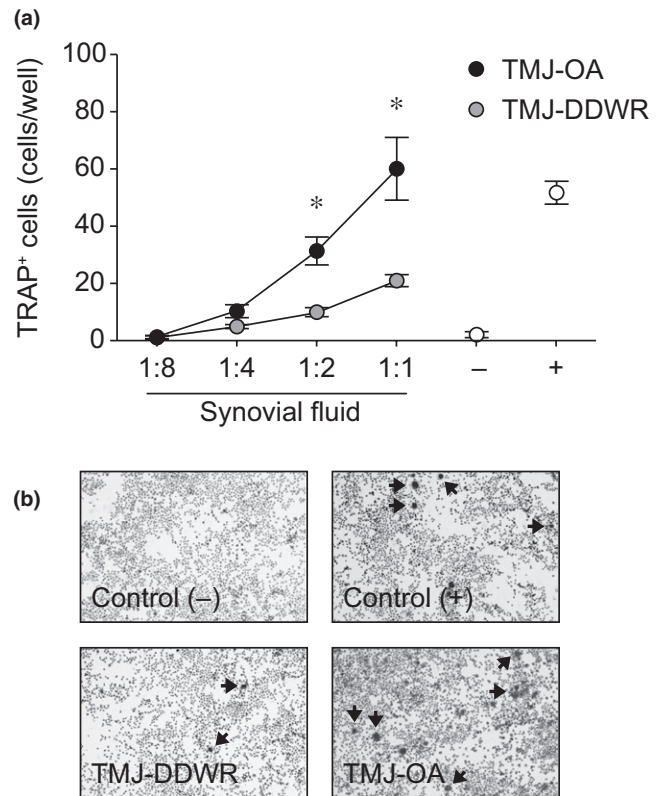 (a)
100
80
60
40
20
0
TRAP+ cells (cells/well)
TMJ-OA
TMJ-DDWR
*
*
1:8 1:4 1:2 1:1 – +
Synovial fluid
(b)
Control (–) Control (+)
TMJ-DDWR TMJ-OA